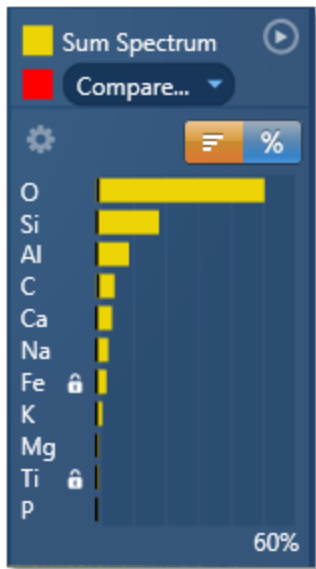 Sum Spectrum
Compare...
%
O
Si
Al
C
Ca
Na
Fe
K
Mg
Ti
P
60%